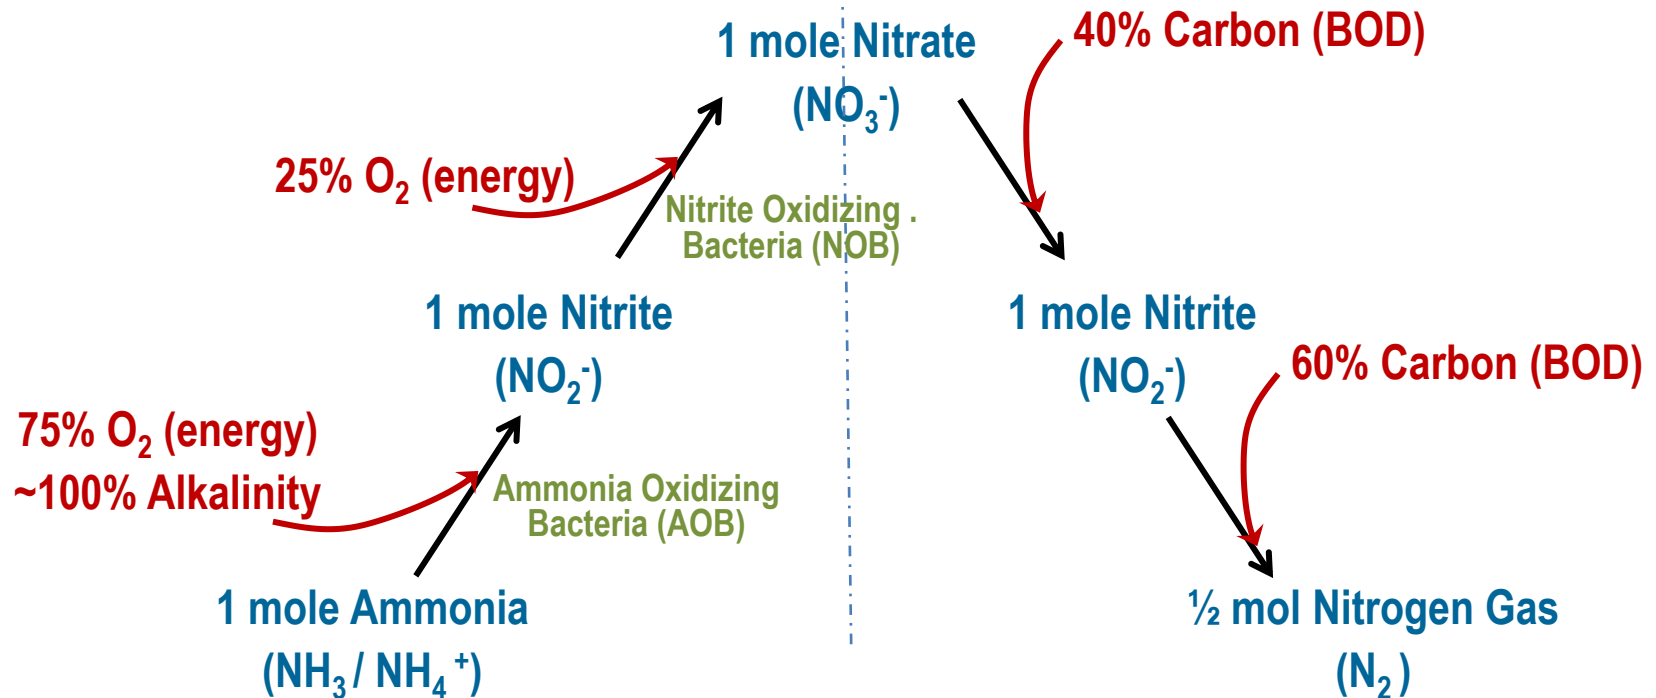 1 mole Nitrate
(NO₃⁻)
40% Carbon (BOD)
25% O₂ (energy)
Nitrite Oxidizing .
Bacteria (NOB)
1 mole Nitrite
(NO₂⁻)
1 mole Nitrite
(NO₂⁻)
60% Carbon (BOD)
75% O₂ (energy)
~100% Alkalinity
Ammonia Oxidizing
Bacteria (AOB)
1 mole Ammonia
(NH₃ / NH₄⁺)
½ mol Nitrogen Gas
(N₂)